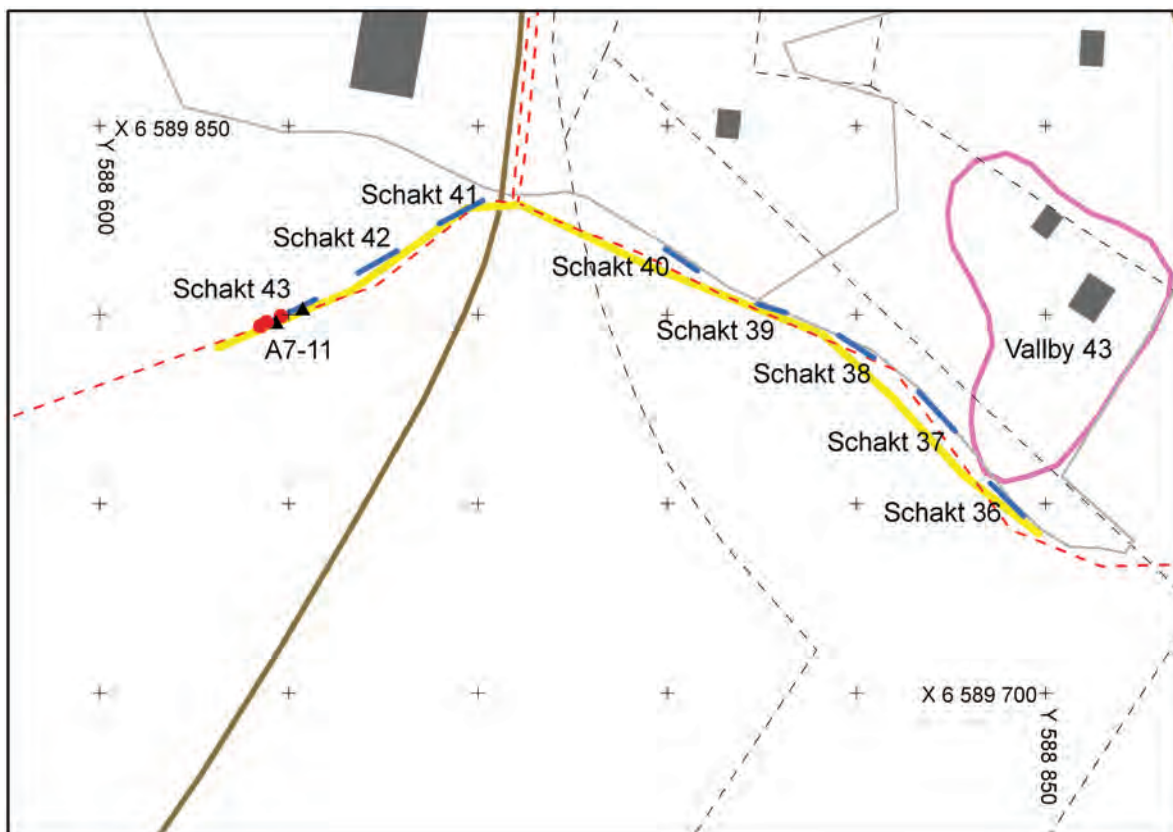 X 6 589 850
Y 588 600
Schakt 41
Schakt 42
Schakt 40
Schakt 43
Schakt 39
A7-11
Vallby 43
Schakt 38
Schakt 37
Schakt 36
X 6 589 700
Y 588 850